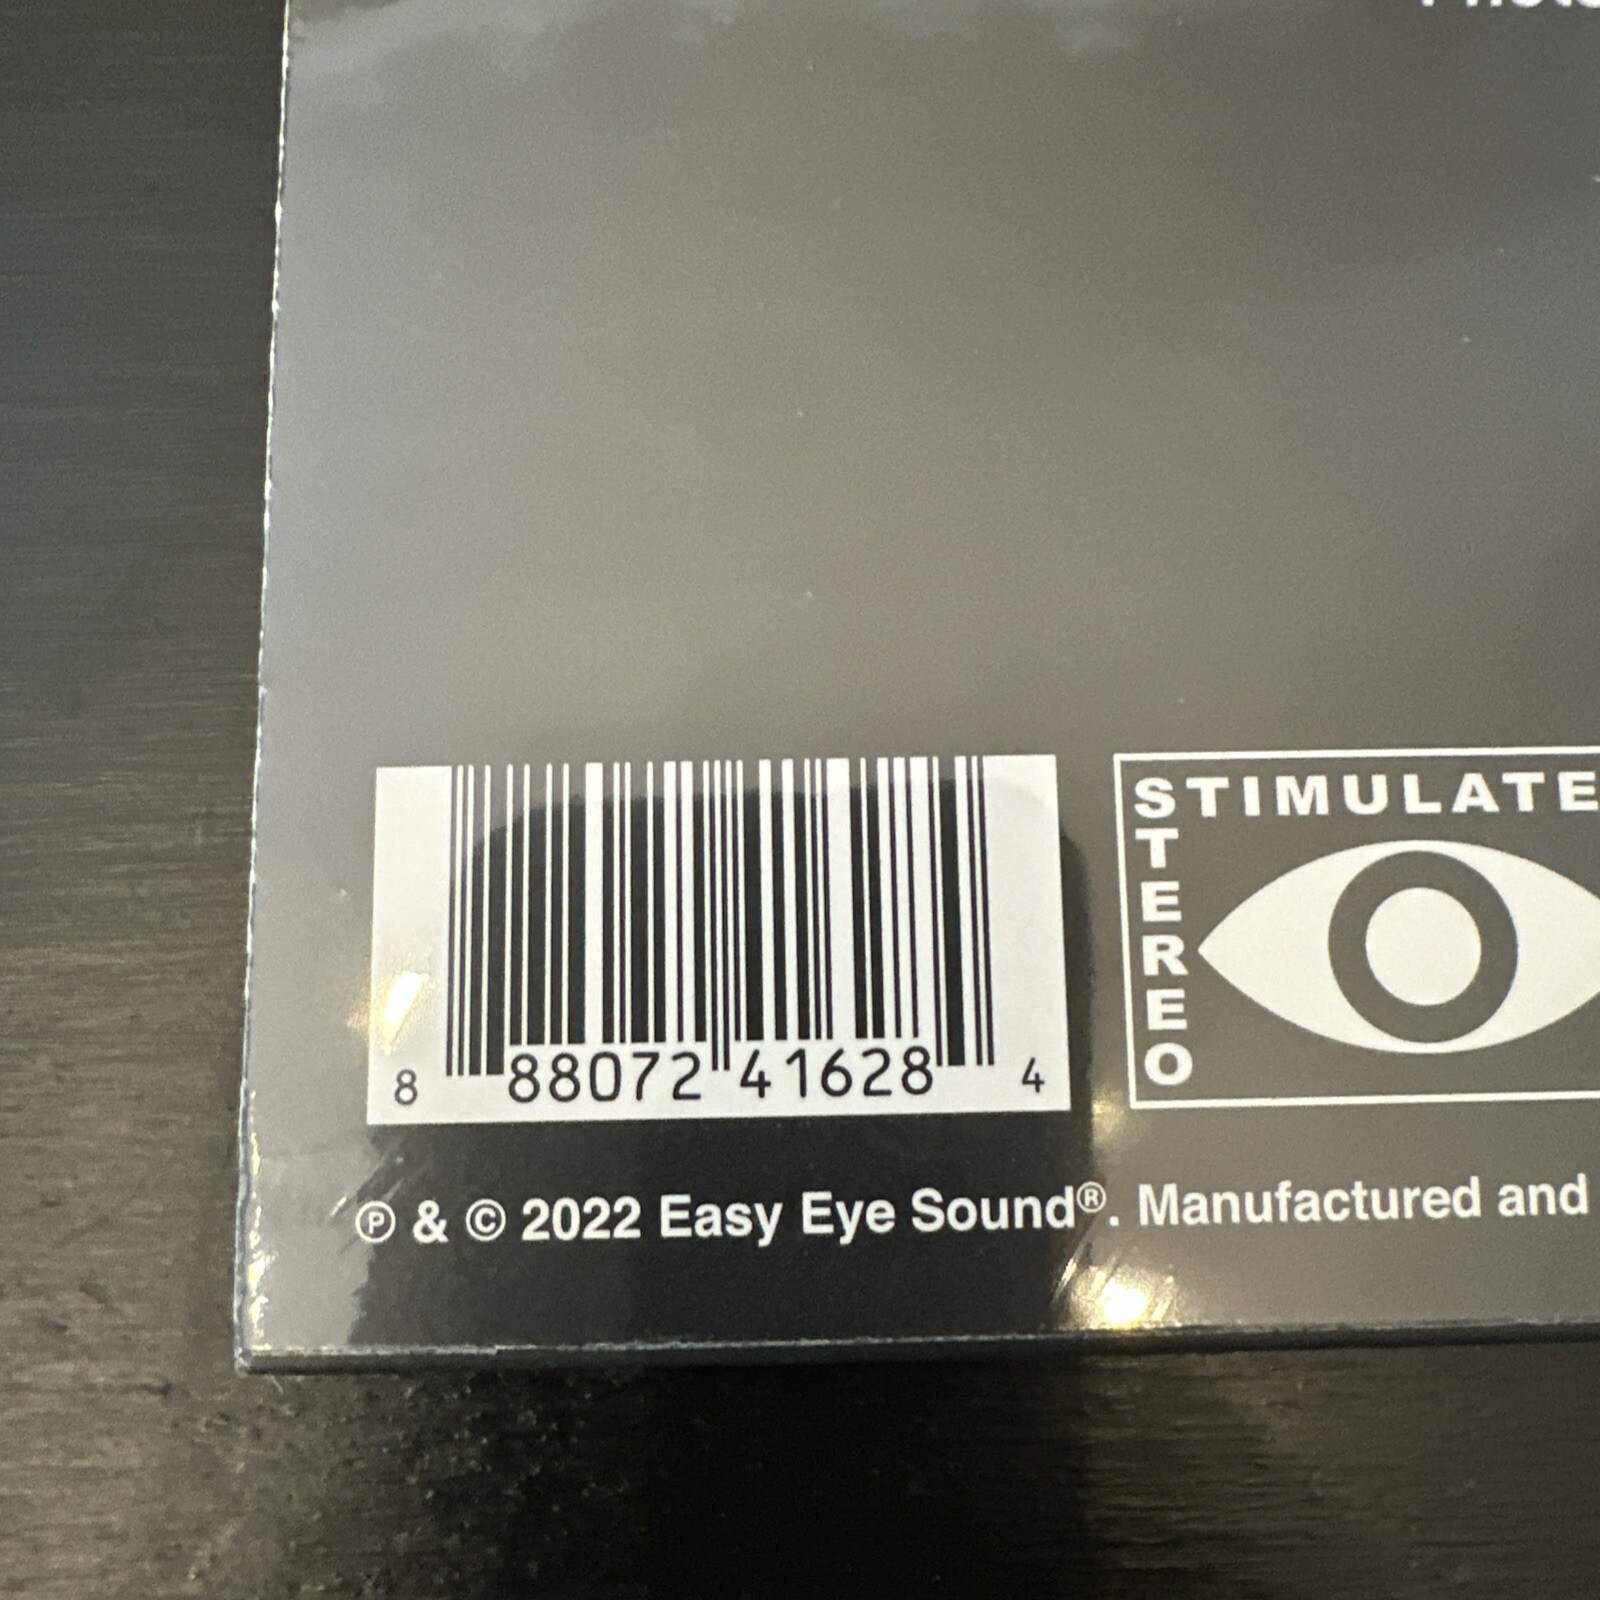 STIMULATE
STEREO
8 88072 41628 4
℗ & © 2022 Easy Eye Sound®. Manufactured and